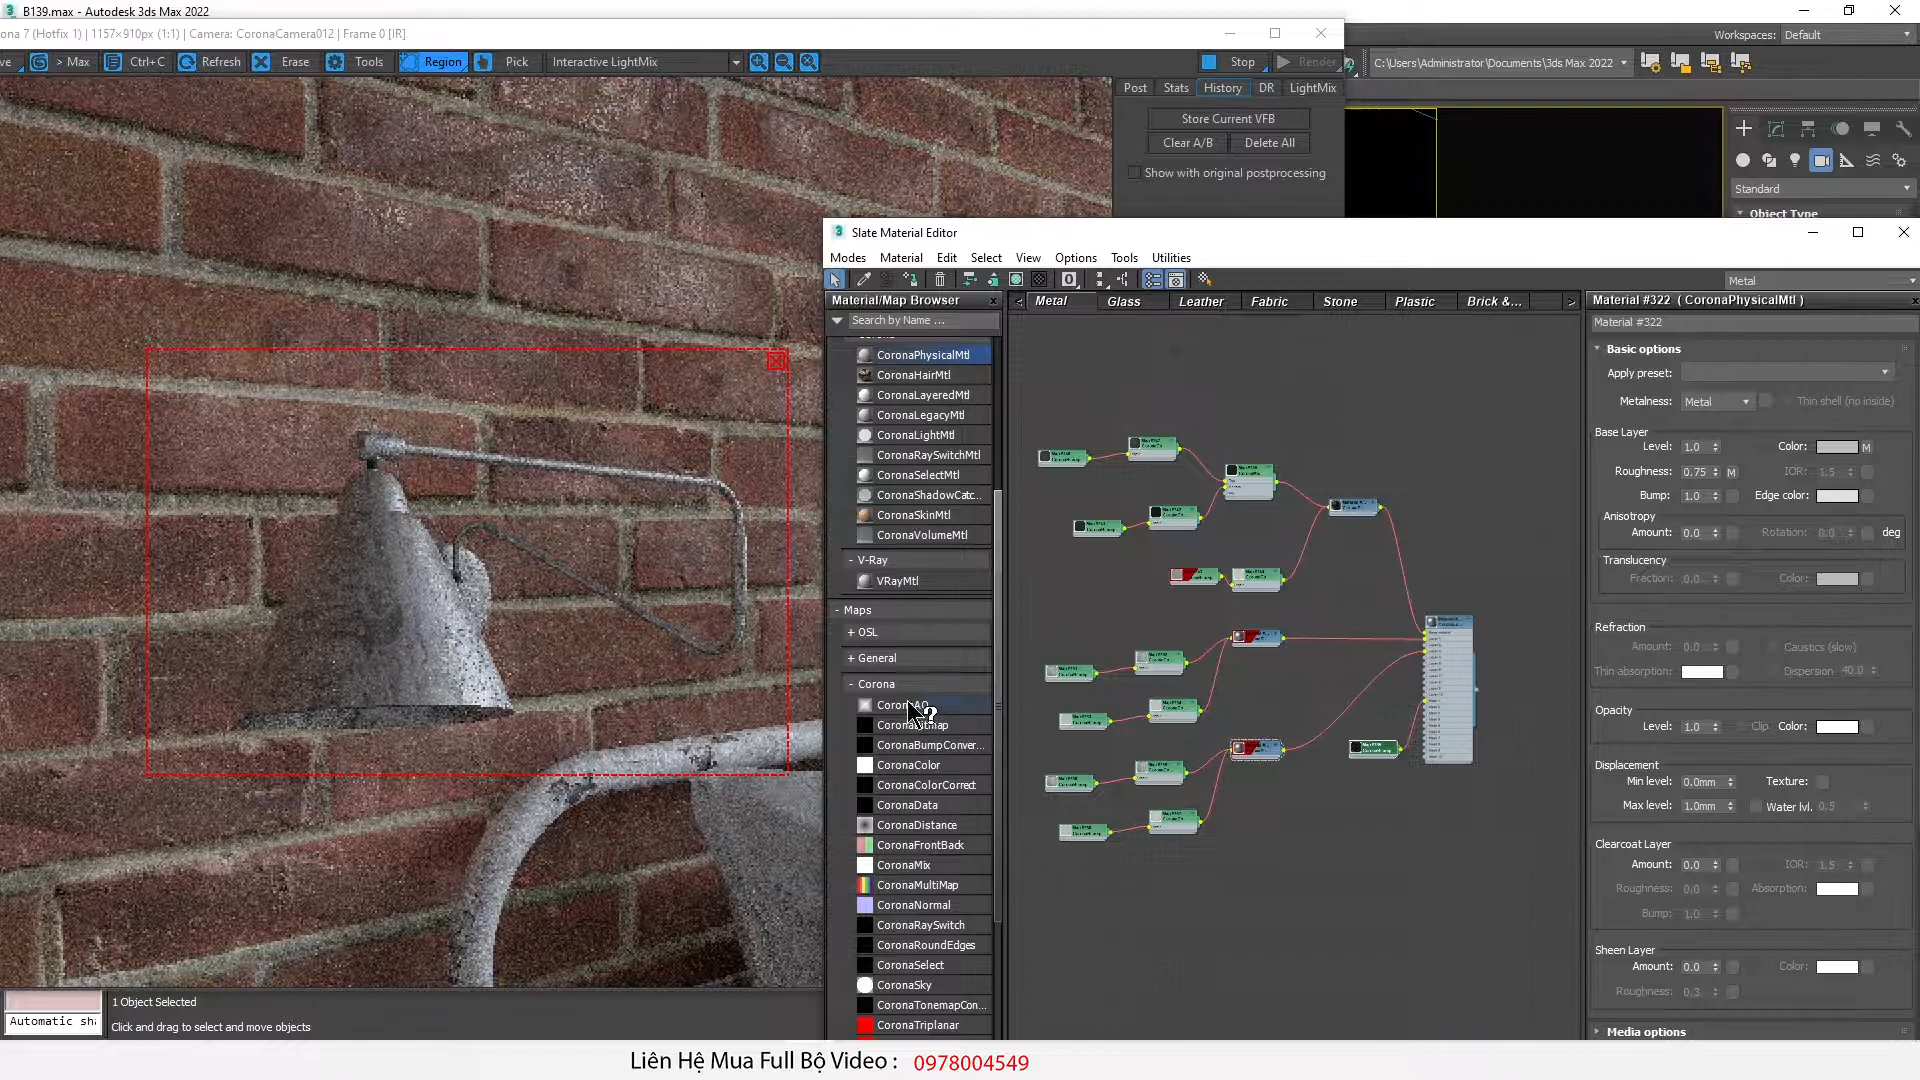 B139.max - Autodesk 3ds Max 2022
ona 7 (Hotfix 1) | 1157×910px (1:1) | Camera: CoronaCamera012 | Frame 0 [IR]
Workspaces: Default
ve > Max Ctrl+C Refresh Erase Tools Region Pick Interactive LightMix Stop Render
C:\Users\Administrator\Documents\3ds Max 2022
Post Stats History DR LightMix
Store Current VFB
Clear A/B Delete All
Show with original postprocessing
Standard
Object Type
Slate Material Editor
Modes Material Edit Select View Options Tools Utilities
Metal
Material/Map Browser
Search by Name ...
Metal Glass Leather Fabric Stone Plastic Brick &...
Material #322 ( CoronaPhysicalMtl )
Material #322
CoronaPhysicalMtl
CoronaHairMtl
CoronaLayeredMtl
CoronaLegacyMtl
CoronaLightMtl
CoronaRaySwitchMtl
CoronaSelectMtl
CoronaShadowCatc...
CoronaSkinMtl
CoronaVolumeMtl
- V-Ray
VRayMtl
- Maps
+ OSL
+ General
- Corona
CoronaBumpConver...
CoronaColor
CoronaColorCorrect
CoronaData
CoronaDistance
CoronaFrontBack
CoronaMix
CoronaMultiMap
CoronaNormal
CoronaRaySwitch
CoronaRoundEdges
CoronaSelect
CoronaSky
CoronaTonemapCon...
CoronaTriplanar
Basic options
Apply preset:
Metalness: Metal Thin shell (no inside)
Base Layer
Level: 1.0 Color: M
Roughness: 0.75 M IOR: 1.5
Bump: 1.0 Edge color:
Anisotropy
Amount: 0.0 Rotation: 0.0 deg
Translucency
Fraction: 0.0 Color:
Refraction
Amount: 0.0 Caustics (slow)
Thin absorption: Dispersion 40.0
Opacity
Level: 1.0 Clip Color:
Displacement
Min level: 0.0mm Texture:
Max level: 1.0mm Water lvl. 0.5
Clearcoat Layer
Amount: 0.0 IOR: 1.5
Roughness: 0.0 Absorption:
Bump: 1.0
Sheen Layer
Amount: 0.0 Color:
Roughness: 0.3
Media options
1 Object Selected
Automatic sha
Click and drag to select and move objects
Liên Hệ Mua Full Bộ Video : 0978004549